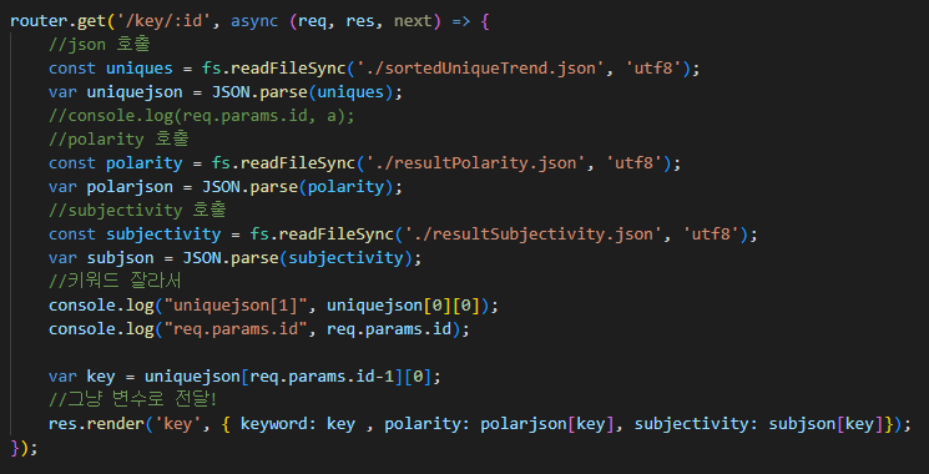 router.get('/key/:id', async (req, res, next) => {
    //json 호출
    const uniques = fs.readFileSync('./sortedUniqueTrend.json', 'utf8');
    var uniquejson = JSON.parse(uniques);
    //console.log(req.params.id, a);
    //polarity 호출
    const polarity = fs.readFileSync('./resultPolarity.json', 'utf8');
    var polarjson = JSON.parse(polarity);
    //subjectivity 호출
    const subjectivity = fs.readFileSync('./resultSubjectivity.json', 'utf8');
    var subjson = JSON.parse(subjectivity);
    //키워드 잘라서
    console.log("uniquejson[1]", uniquejson[0][0]);
    console.log("req.params.id", req.params.id);

    var key = uniquejson[req.params.id-1][0];
    //그냥 변수로 전달!
    res.render('key', { keyword: key , polarity: polarjson[key], subjectivity: subjson[key]});
});